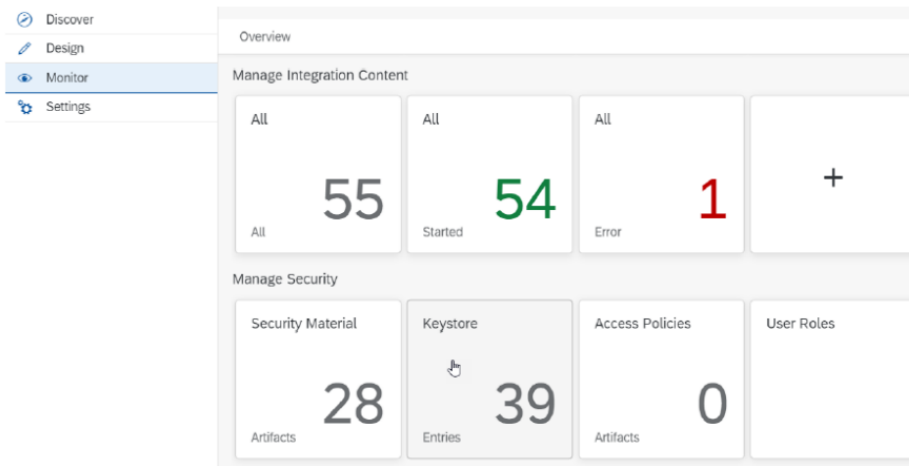 Discover
Design
Monitor
Settings
Overview
Manage Integration Content
All
55
All
All
54
Started
All
1
Error
+
Manage Security
Security Material
28
Artifacts
Keystore
39
Entries
Access Policies
0
Artifacts
User Roles